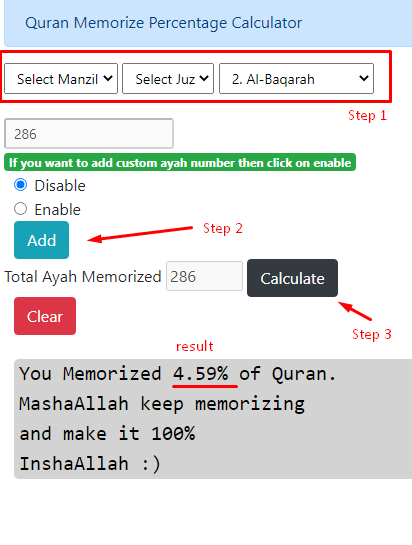 Quran Memorize Percentage Calculator
Select Manzil Select Juz 2. Al-Baqarah
Step 1
286
If you want to add custom ayah number then click on enable
Disable
Enable
Step 2
Add
Total Ayah Memorized 286 Calculate
Clear
Step 3
result
You Memorized 4.59% of Quran.
MashaAllah keep memorizing
and make it 100%
InshaAllah :)